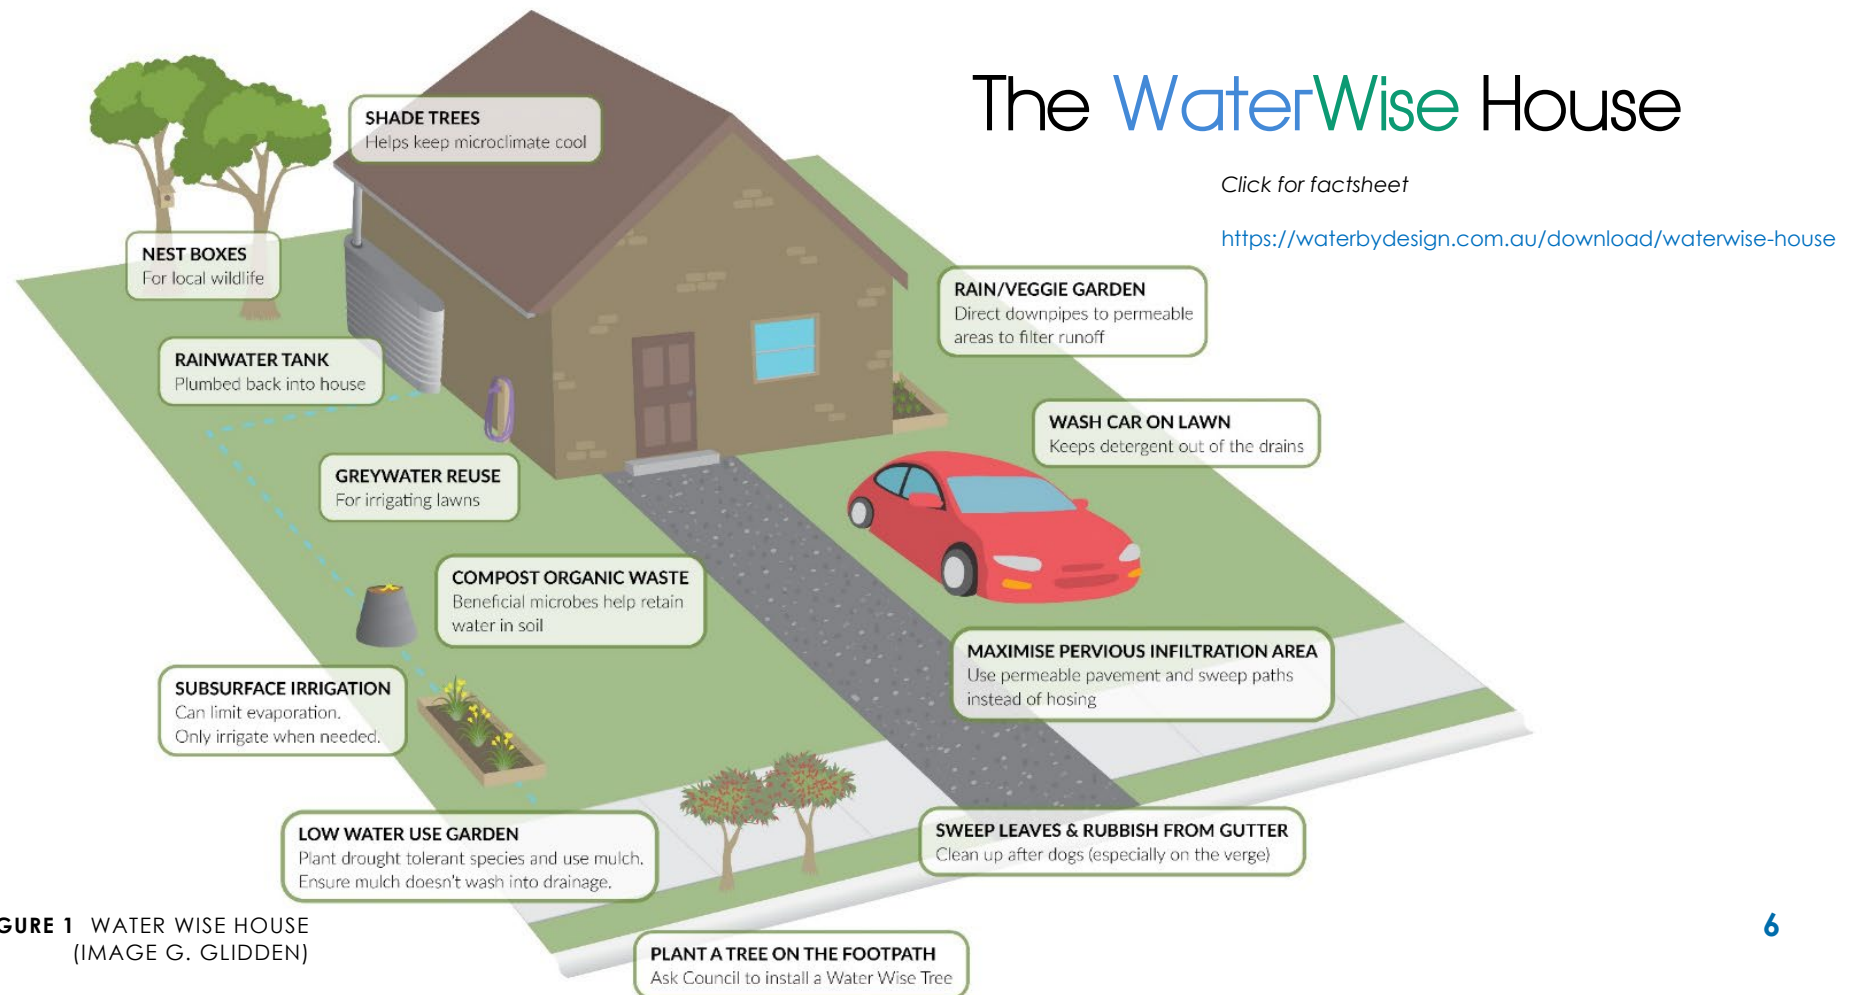 The WaterWise House
Click for factsheet
https://waterbydesign.com.au/download/waterwise-house
SHADE TREES
Helps keep microclimate cool
NEST BOXES
For local wildlife
RAINWATER TANK
Plumbed back into house
GREYWATER REUSE
For irrigating lawns
COMPOST ORGANIC WASTE
Beneficial microbes help retain
water in soil
SUBSURFACE IRRIGATION
Can limit evaporation.
Only irrigate when needed.
LOW WATER USE GARDEN
Plant drought tolerant species and use mulch.
Ensure mulch doesn't wash into drainage.
RAIN/VEGGIE GARDEN
Direct downpipes to permeable
areas to filter runoff
WASH CAR ON LAWN
Keeps detergent out of the drains
MAXIMISE PERVIOUS INFILTRATION AREA
Use permeable pavement and sweep paths
instead of hosing
SWEEP LEAVES & RUBBISH FROM GUTTER
Clean up after dogs (especially on the verge)
PLANT A TREE ON THE FOOTPATH
Ask Council to install a Water Wise Tree
GURE 1 WATER WISE HOUSE
(IMAGE G. GLIDDEN)
6